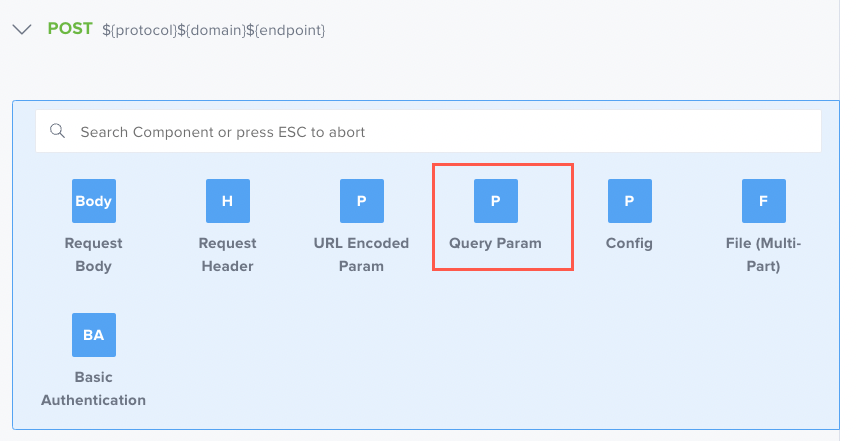 POST ${protocol}${domain}${endpoint}
Search Component or press ESC to abort
Body
H
P
P
P
F
Request
Body
Request
Header
URL Encoded
Param
Query Param
Config
File (Multi-
Part)
BA
Basic
Authentication